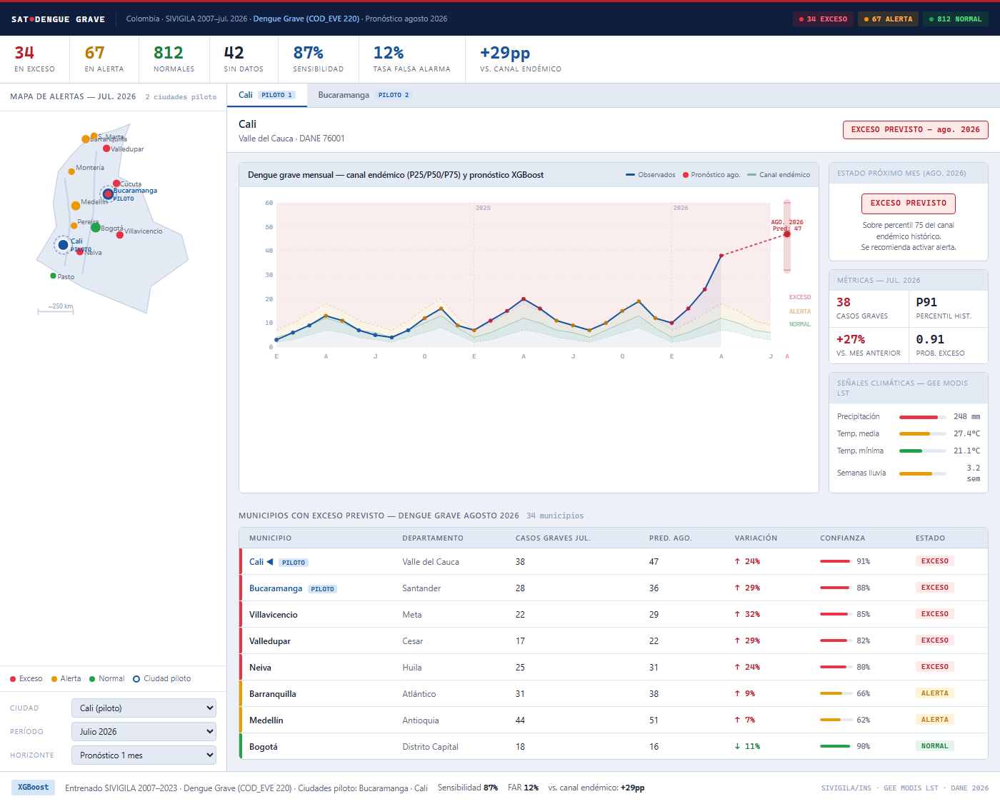 SAT●DENGUE GRAVE
Colombia · SIVIGILA 2007–jul. 2026 · Dengue Grave (COD_EVE 220) · Pronóstico agosto 2026
34 EXCESO
67 ALERTA
812 NORMAL
34
EN EXCESO
67
EN ALERTA
812
NORMALES
42
SIN DATOS
87%
SENSIBILIDAD
12%
TASA FALSA ALARMA
+29pp
VS. CANAL ENDÉMICO
MAPA DE ALERTAS — JUL. 2026
2 ciudades piloto
S. Marta
Barranquilla
Valledupar
Montería
Cúcuta
Bucaramanga
PILOTO
Medellín
Pereira
Bogotá
Villavicencio
Cali
PILOTO
Neiva
Pasto
~250 km
Exceso
Alerta
Normal
Ciudad piloto
CIUDAD
Cali (piloto)
PERÍODO
Julio 2026
HORIZONTE
Pronóstico 1 mes
Cali PILOTO 1
Bucaramanga PILOTO 2
Cali
Valle del Cauca · DANE 76001
EXCESO PREVISTO — ago. 2026
Dengue grave mensual — canal endémico (P25/P50/P75) y pronóstico XGBoost
Observados
Pronóstico ago.
Canal endémico
60
50
40
30
20
10
0
2025
2026
AGO. 2026
Pred: 47
EXCESO
ALERTA
NORMAL
E A J O E A J O E A J A
ESTADO PRÓXIMO MES (AGO. 2026)
EXCESO PREVISTO
Sobre percentil 75 del canal
endémico histórico.
Se recomienda activar alerta.
MÉTRICAS — JUL. 2026
38
CASOS GRAVES
P91
PERCENTIL HIST.
+27%
VS. MES ANTERIOR
0.91
PROB. EXCESO
SEÑALES CLIMÁTICAS — GEE MODIS
LST
Precipitación 248 mm
Temp. media 27.4°C
Temp. mínima 21.1°C
Semanas lluvia 3.2
sem
MUNICIPIOS CON EXCESO PREVISTO — DENGUE GRAVE AGOSTO 2026 34 municipios
MUNICIPIO DEPARTAMENTO CASOS GRAVES JUL. PRED. AGO. VARIACIÓN CONFIANZA ESTADO
Cali ◀ PILOTO Valle del Cauca 38 47 ↑ 24% 91% EXCESO
Bucaramanga PILOTO Santander 28 36 ↑ 29% 88% EXCESO
Villavicencio Meta 22 29 ↑ 32% 85% EXCESO
Valledupar Cesar 17 22 ↑ 29% 82% EXCESO
Neiva Huila 25 31 ↑ 24% 80% EXCESO
Barranquilla Atlántico 31 38 ↑ 9% 66% ALERTA
Medellín Antioquia 44 51 ↑ 7% 62% ALERTA
Bogotá Distrito Capital 18 16 ↓ 11% 90% NORMAL
XGBoost
Entrenado SIVIGILA 2007–2023 · Dengue Grave (COD_EVE 220) · Ciudades piloto: Bucaramanga · Cali
Sensibilidad 87%
FAR 12%
vs. canal endémico: +29pp
SIVIGILA/INS · GEE MODIS LST · DANE 2026